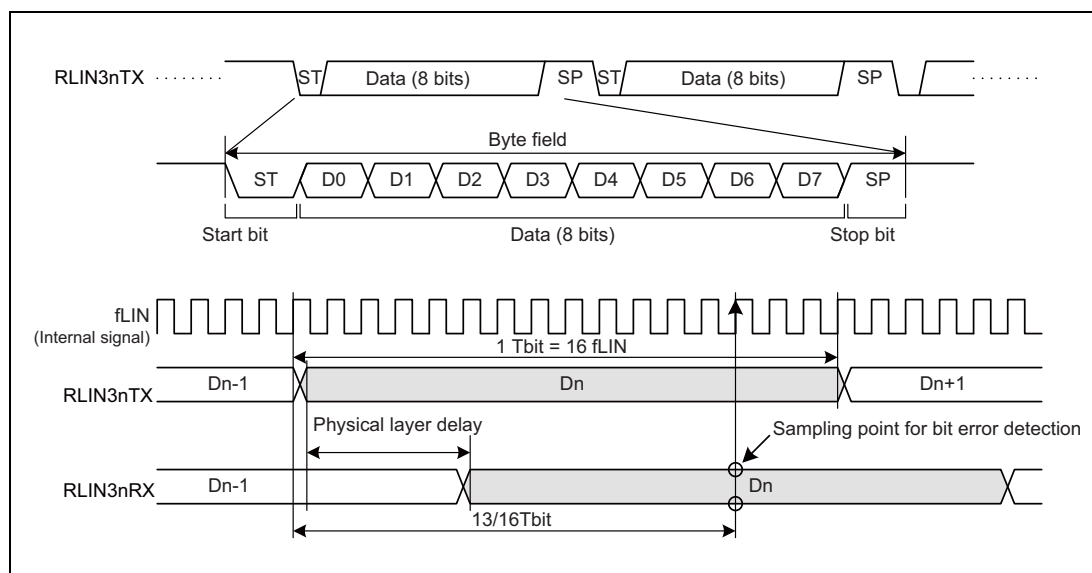 RLIN3nTX ST Data (8 bits) SP ST Data (8 bits) SP
Byte field
ST D0 D1 D2 D3 D4 D5 D6 D7 SP
Start bit Data (8 bits) Stop bit
fLIN
(Internal signal)
1 Tbit = 16 fLIN
RLIN3nTX Dn-1 Dn Dn+1
Physical layer delay
Sampling point for bit error detection
RLIN3nRX Dn-1 Dn
13/16Tbit